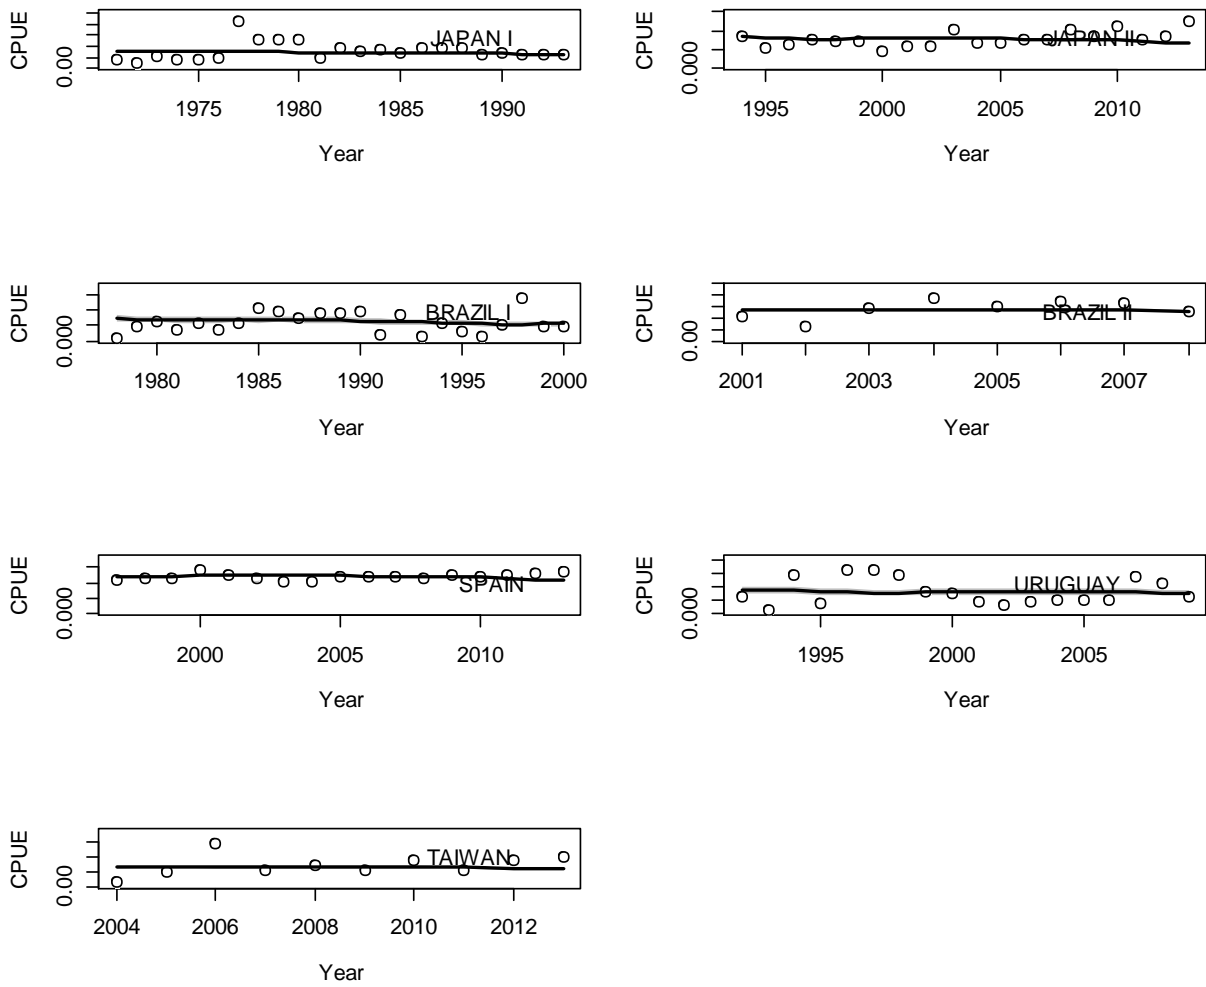 CPUE
0.00
JAPAN I
1975 1980 1985 1990
Year
CPUE
0.000
JAPAN II
1995 2000 2005 2010
Year
CPUE
0.000
BRAZIL I
1980 1985 1990 1995 2000
Year
CPUE
0.00
BRAZIL II
2001 2003 2005 2007
Year
CPUE
0.000
SPAIN
2000 2005 2010
Year
CPUE
0.000
URUGUAY
1995 2000 2005
Year
CPUE
0.00
TAIWAN
2004 2006 2008 2010 2012
Year